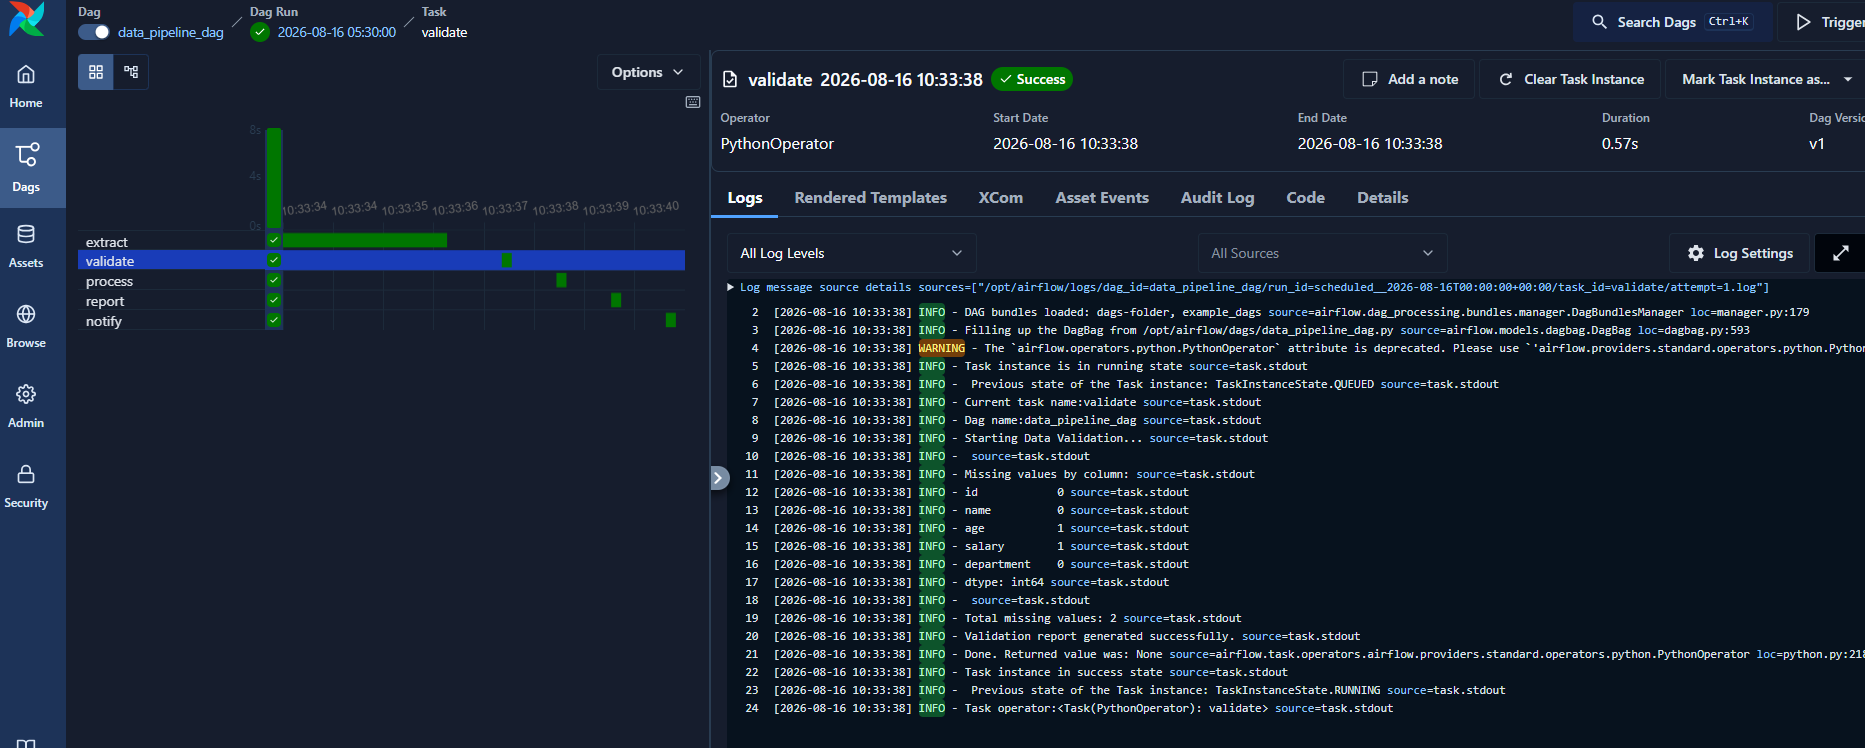 Dag
data_pipeline_dag
Dag Run
2026-08-16 05:30:00
Task
validate
Search Dags Ctrl+K
Trigger
Home
Dags
Assets
Browse
Admin
Security
Options
8s
4s
0s
10:33:34 10:33:34 10:33:35 10:33:36 10:33:37 10:33:38 10:33:39 10:33:40
extract
validate
process
report
notify
validate 2026-08-16 10:33:38 Success
Add a note
Clear Task Instance
Mark Task Instance as...
Operator Start Date End Date Duration Dag Versio
PythonOperator 2026-08-16 10:33:38 2026-08-16 10:33:38 0.57s v1
Logs Rendered Templates XCom Asset Events Audit Log Code Details
All Log Levels All Sources Log Settings
Log message source details sources=["/opt/airflow/logs/dag_id=data_pipeline_dag/run_id=scheduled__2026-08-16T00:00:00+00:00/task_id=validate/attempt=1.log"]
2 [2026-08-16 10:33:38] INFO - DAG bundles loaded: dags-folder, example_dags source=airflow.dag_processing.bundles.manager.DagBundlesManager loc=manager.py:179
3 [2026-08-16 10:33:38] INFO - Filling up the DagBag from /opt/airflow/dags/data_pipeline_dag.py source=airflow.models.dagbag.DagBag loc=dagbag.py:593
4 [2026-08-16 10:33:38] WARNING - The `airflow.operators.python.PythonOperator` attribute is deprecated. Please use `'airflow.providers.standard.operators.python.Python
5 [2026-08-16 10:33:38] INFO - Task instance is in running state source=task.stdout
6 [2026-08-16 10:33:38] INFO -  Previous state of the Task instance: TaskInstanceState.QUEUED source=task.stdout
7 [2026-08-16 10:33:38] INFO - Current task name:validate source=task.stdout
8 [2026-08-16 10:33:38] INFO - Dag name:data_pipeline_dag source=task.stdout
9 [2026-08-16 10:33:38] INFO - Starting Data Validation... source=task.stdout
10 [2026-08-16 10:33:38] INFO -  source=task.stdout
11 [2026-08-16 10:33:38] INFO - Missing values by column: source=task.stdout
12 [2026-08-16 10:33:38] INFO - id            0 source=task.stdout
13 [2026-08-16 10:33:38] INFO - name          0 source=task.stdout
14 [2026-08-16 10:33:38] INFO - age           1 source=task.stdout
15 [2026-08-16 10:33:38] INFO - salary        1 source=task.stdout
16 [2026-08-16 10:33:38] INFO - department    0 source=task.stdout
17 [2026-08-16 10:33:38] INFO - dtype: int64 source=task.stdout
18 [2026-08-16 10:33:38] INFO -  source=task.stdout
19 [2026-08-16 10:33:38] INFO - Total missing values: 2 source=task.stdout
20 [2026-08-16 10:33:38] INFO - Validation report generated successfully. source=task.stdout
21 [2026-08-16 10:33:38] INFO - Done. Returned value was: None source=airflow.task.operators.airflow.providers.standard.operators.python.PythonOperator loc=python.py:218
22 [2026-08-16 10:33:38] INFO - Task instance in success state source=task.stdout
23 [2026-08-16 10:33:38] INFO -  Previous state of the Task instance: TaskInstanceState.RUNNING source=task.stdout
24 [2026-08-16 10:33:38] INFO - Task operator:<Task(PythonOperator): validate> source=task.stdout